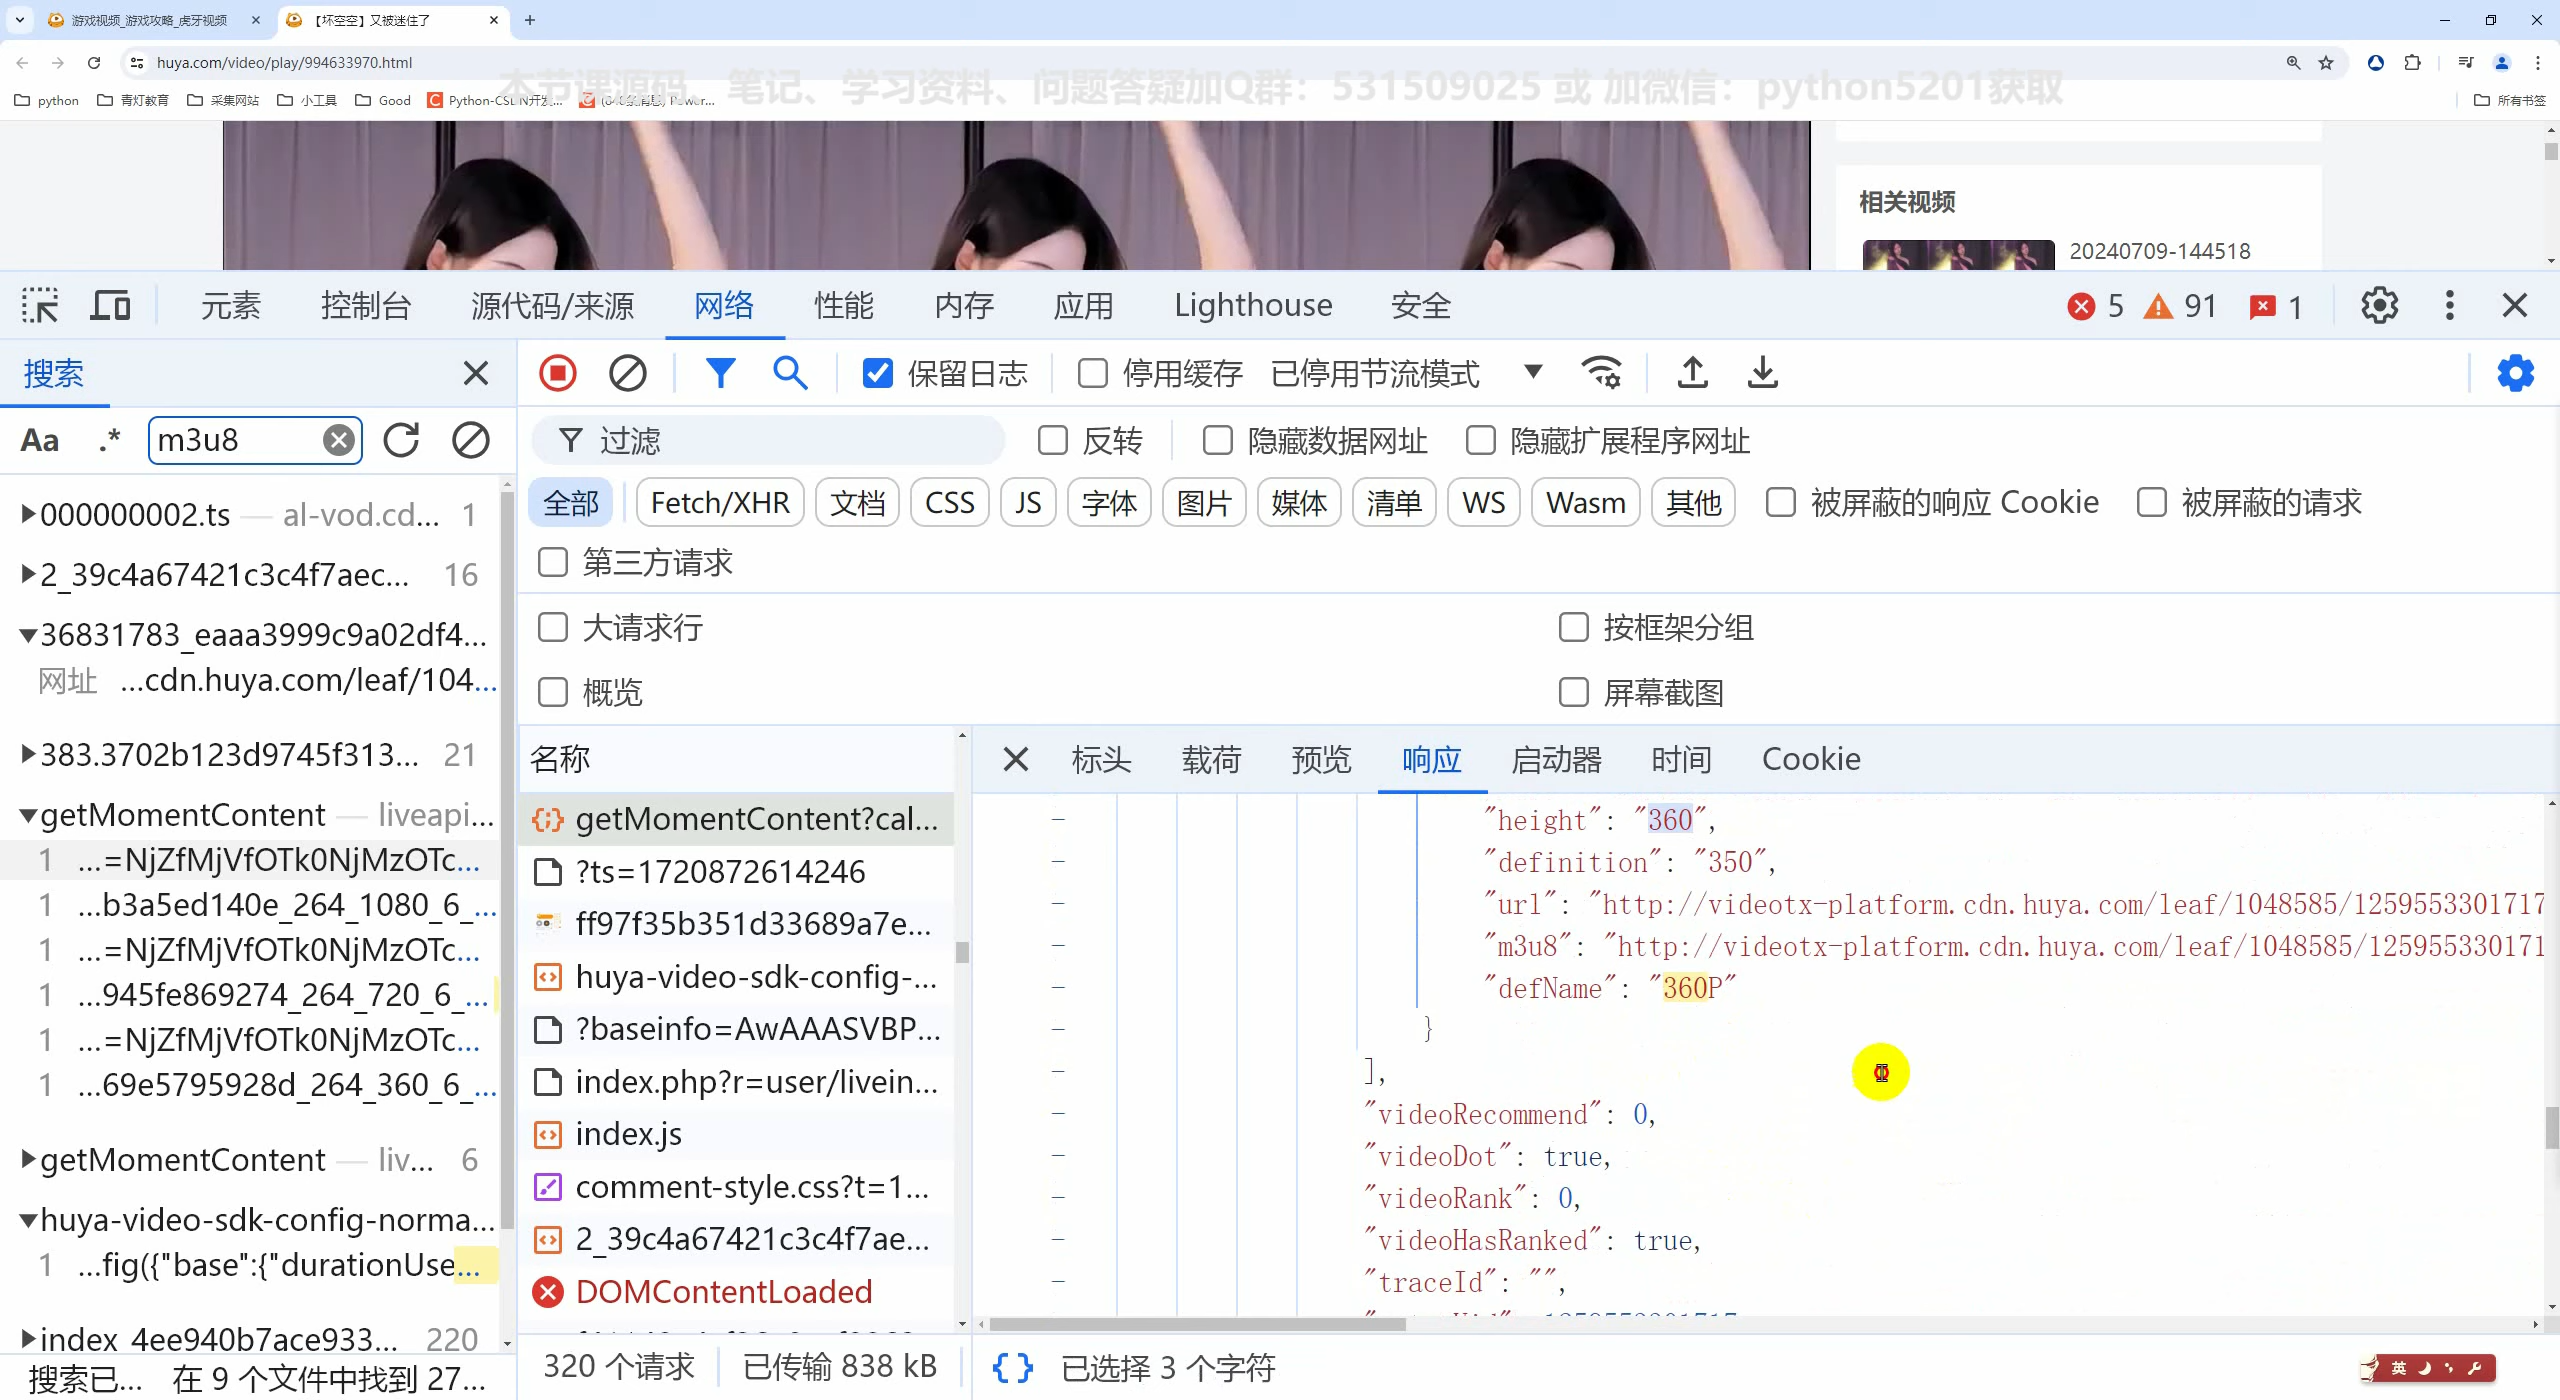 游戏视频_游戏攻略_虎牙视频
【坏空空】又被迷住了
huya.com/video/play/994633970.html
本节课源码、笔记、学习资料、问题答疑加Q群：531509025 或 加微信：python5201获取
python
青灯教育
采集网站
小工具
Good
Python-CSDN开发...
所有书签
相关视频
20240709-144518
元素 控制台 源代码/来源 网络 性能 内存 应用 Lighthouse 安全
5 91 1
搜索
保留日志 停用缓存 已停用节流模式
Aa .* m3u8
过滤 反转 隐藏数据网址 隐藏扩展程序网址
全部 Fetch/XHR 文档 CSS JS 字体 图片 媒体 清单 WS Wasm 其他 被屏蔽的响应 Cookie 被屏蔽的请求
第三方请求
大请求行 按框架分组
概览 屏幕截图
000000002.ts — al-vod.cd... 1
2_39c4a67421c3c4f7aec... 16
36831783_eaaa3999c9a02df4...
网址 ...cdn.huya.com/leaf/104...
383.3702b123d9745f313... 21
getMomentContent — liveapi...
1 ...=NjZfMjVfOTk0NjMzOTc...
1 ...b3a5ed140e_264_1080_6_...
1 ...=NjZfMjVfOTk0NjMzOTc...
1 ...945fe869274_264_720_6_...
1 ...=NjZfMjVfOTk0NjMzOTc...
1 ...69e5795928d_264_360_6_...
getMomentContent — liv... 6
huya-video-sdk-config-norma...
1 ...fig({"base":{"durationUse...
index_4ee940b7ace933... 220
搜索已... 在 9 个文件中找到 27...
名称
getMomentContent?cal...
?ts=1720872614246
ff97f35b351d33689a7e...
huya-video-sdk-config-...
?baseinfo=AwAAASVBP...
index.php?r=user/livein...
index.js
comment-style.css?t=1...
2_39c4a67421c3c4f7ae...
DOMContentLoaded
320 个请求 已传输 838 kB
标头 载荷 预览 响应 启动器 时间 Cookie
"height": "360",
"definition": "350",
"url": "http://videotx-platform.cdn.huya.com/leaf/1048585/1259553301717
"m3u8": "http://videotx-platform.cdn.huya.com/leaf/1048585/125955330171
"defName": "360P"
}
],
"videoRecommend": 0,
"videoDot": true,
"videoRank": 0,
"videoHasRanked": true,
"traceId": "",
{} 已选择 3 个字符
英